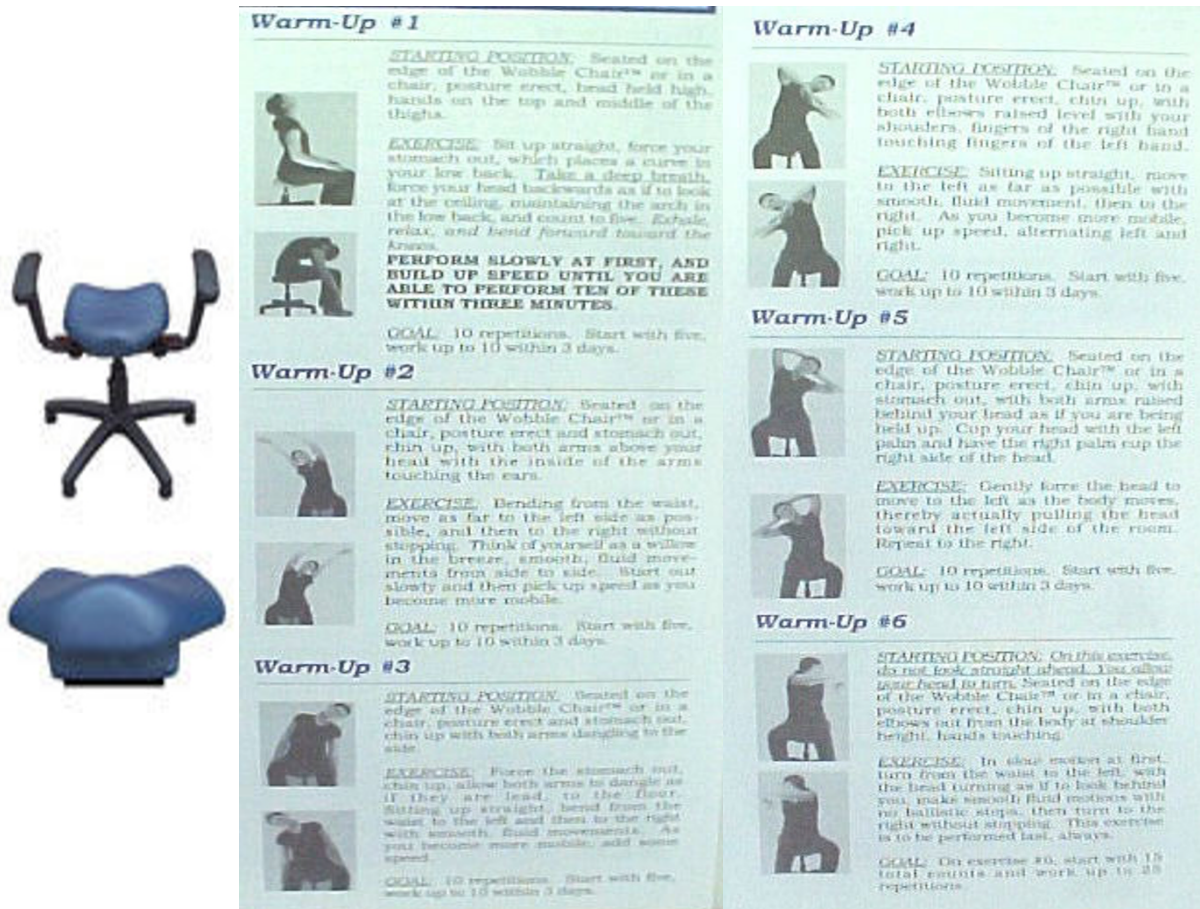 Warm-Up #1
STARTING POSITION: Seated on the
edge of the Wobble Chair™ or in a
chair, posture erect, head held high,
hands on the top and middle of the
thighs.
EXERCISE: Sit up straight, force your
stomach out, which places a curve in
your low back. Take a deep breath,
force your head backwards as if to look
at the ceiling, maintaining the arch in
the low back, and count to five. Exhale,
relax, and bend forward toward the
knees.
PERFORM SLOWLY AT FIRST, AND
BUILD UP SPEED UNTIL YOU ARE
ABLE TO PERFORM TEN OF THESE
WITHIN THREE MINUTES.
GOAL: 10 repetitions. Start with five,
work up to 10 within 3 days.
Warm-Up #2
STARTING POSITION: Seated on the
edge of the Wobble Chair™ or in a
chair, posture erect and stomach out,
chin up, with both arms above your
head with the inside of the arms
touching the ears.
EXERCISE: Bending from the waist,
move as far to the left side as pos-
sible, and then to the right without
stopping. Think of yourself as a willow
in the breeze, smooth, fluid move-
ments from side to side. Start out
slowly and then pick up speed as you
become more mobile.
GOAL: 10 repetitions. Start with five,
work up to 10 within 3 days.
Warm-Up #3
STARTING POSITION: Seated on the
edge of the Wobble Chair™ or in a
chair, posture erect and stomach out,
chin up with both arms dangling to the
side.
EXERCISE: Force the stomach out,
chin up, allow both arms to dangle as
if they are lead, to the floor.
Sitting up straight, bend from the
waist to the left and then to the right
with smooth, fluid movements. As
you become more mobile, add some
speed.
GOAL: 10 repetitions. Start with five,
work up to 10 within 3 days.
Warm-Up #4
STARTING POSITION: Seated on the
edge of the Wobble Chair™ or in a
chair, posture erect, chin up, with
both elbows raised level with your
shoulders, fingers of the right hand
touching fingers of the left hand.
EXERCISE: Sitting up straight, move
to the left as far as possible with
smooth, fluid movement, then to the
right. As you become more mobile,
pick up speed, alternating left and
right.
GOAL: 10 repetitions. Start with five,
work up to 10 within 3 days.
Warm-Up #5
STARTING POSITION: Seated on the
edge of the Wobble Chair™ or in a
chair, posture erect, chin up, with
stomach out, with both arms raised
behind your head as if you are being
held up. Cup your head with the left
palm and have the right palm cup the
right side of the head.
EXERCISE: Gently force the head to
move to the left as the body moves,
thereby actually pulling the head
toward the left side of the room.
Repeat to the right.
GOAL: 10 repetitions. Start with five,
work up to 10 within 3 days.
Warm-Up #6
STARTING POSITION: On this exercise,
do not look straight ahead. You allow
your head to turn. Seated on the edge
of the Wobble Chair™ or in a chair,
posture erect, chin up, with both
elbows out from the body at shoulder
height, hands touching.
EXERCISE: In slow motion at first,
turn from the waist to the left, with
the head turning as if to look behind
you, make smooth fluid motions with
no ballistic stops, then turn to the
right without stopping. This exercise
is to be performed last, always.
GOAL: On exercise #6, start with 15
total counts and work up to 25
repetitions.